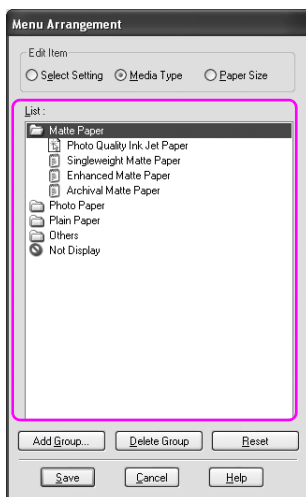 Menu Arrangement
Edit Item
Select Setting Media Type Paper Size
List :
Matte Paper
Photo Quality Ink Jet Paper
Singleweight Matte Paper
Enhanced Matte Paper
Archival Matte Paper
Photo Paper
Plain Paper
Others
Not Display
Add Group... Delete Group Reset
Save Cancel Help